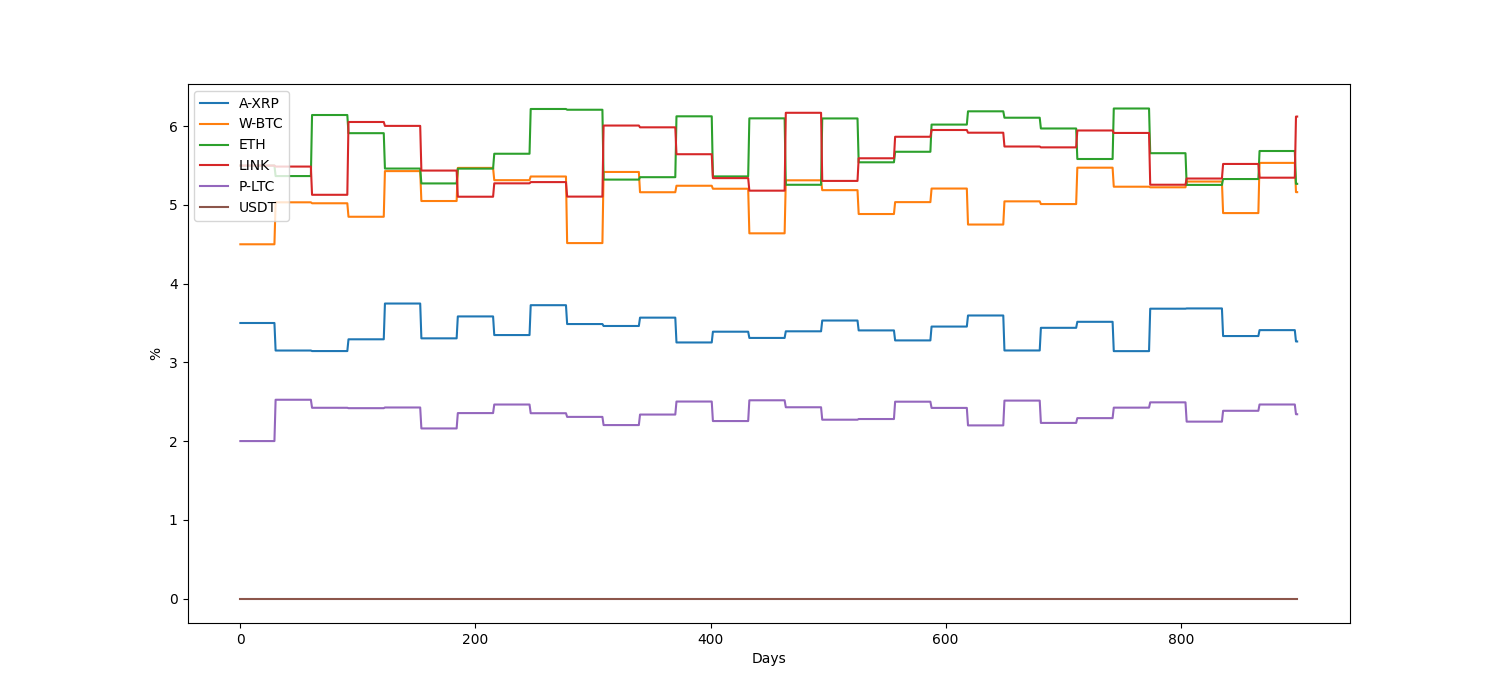 A-XRP
W-BTC
ETH
LINK
P-LTC
USDT
%
6
5
4
3
2
1
0
0 200 400 600 800
Days